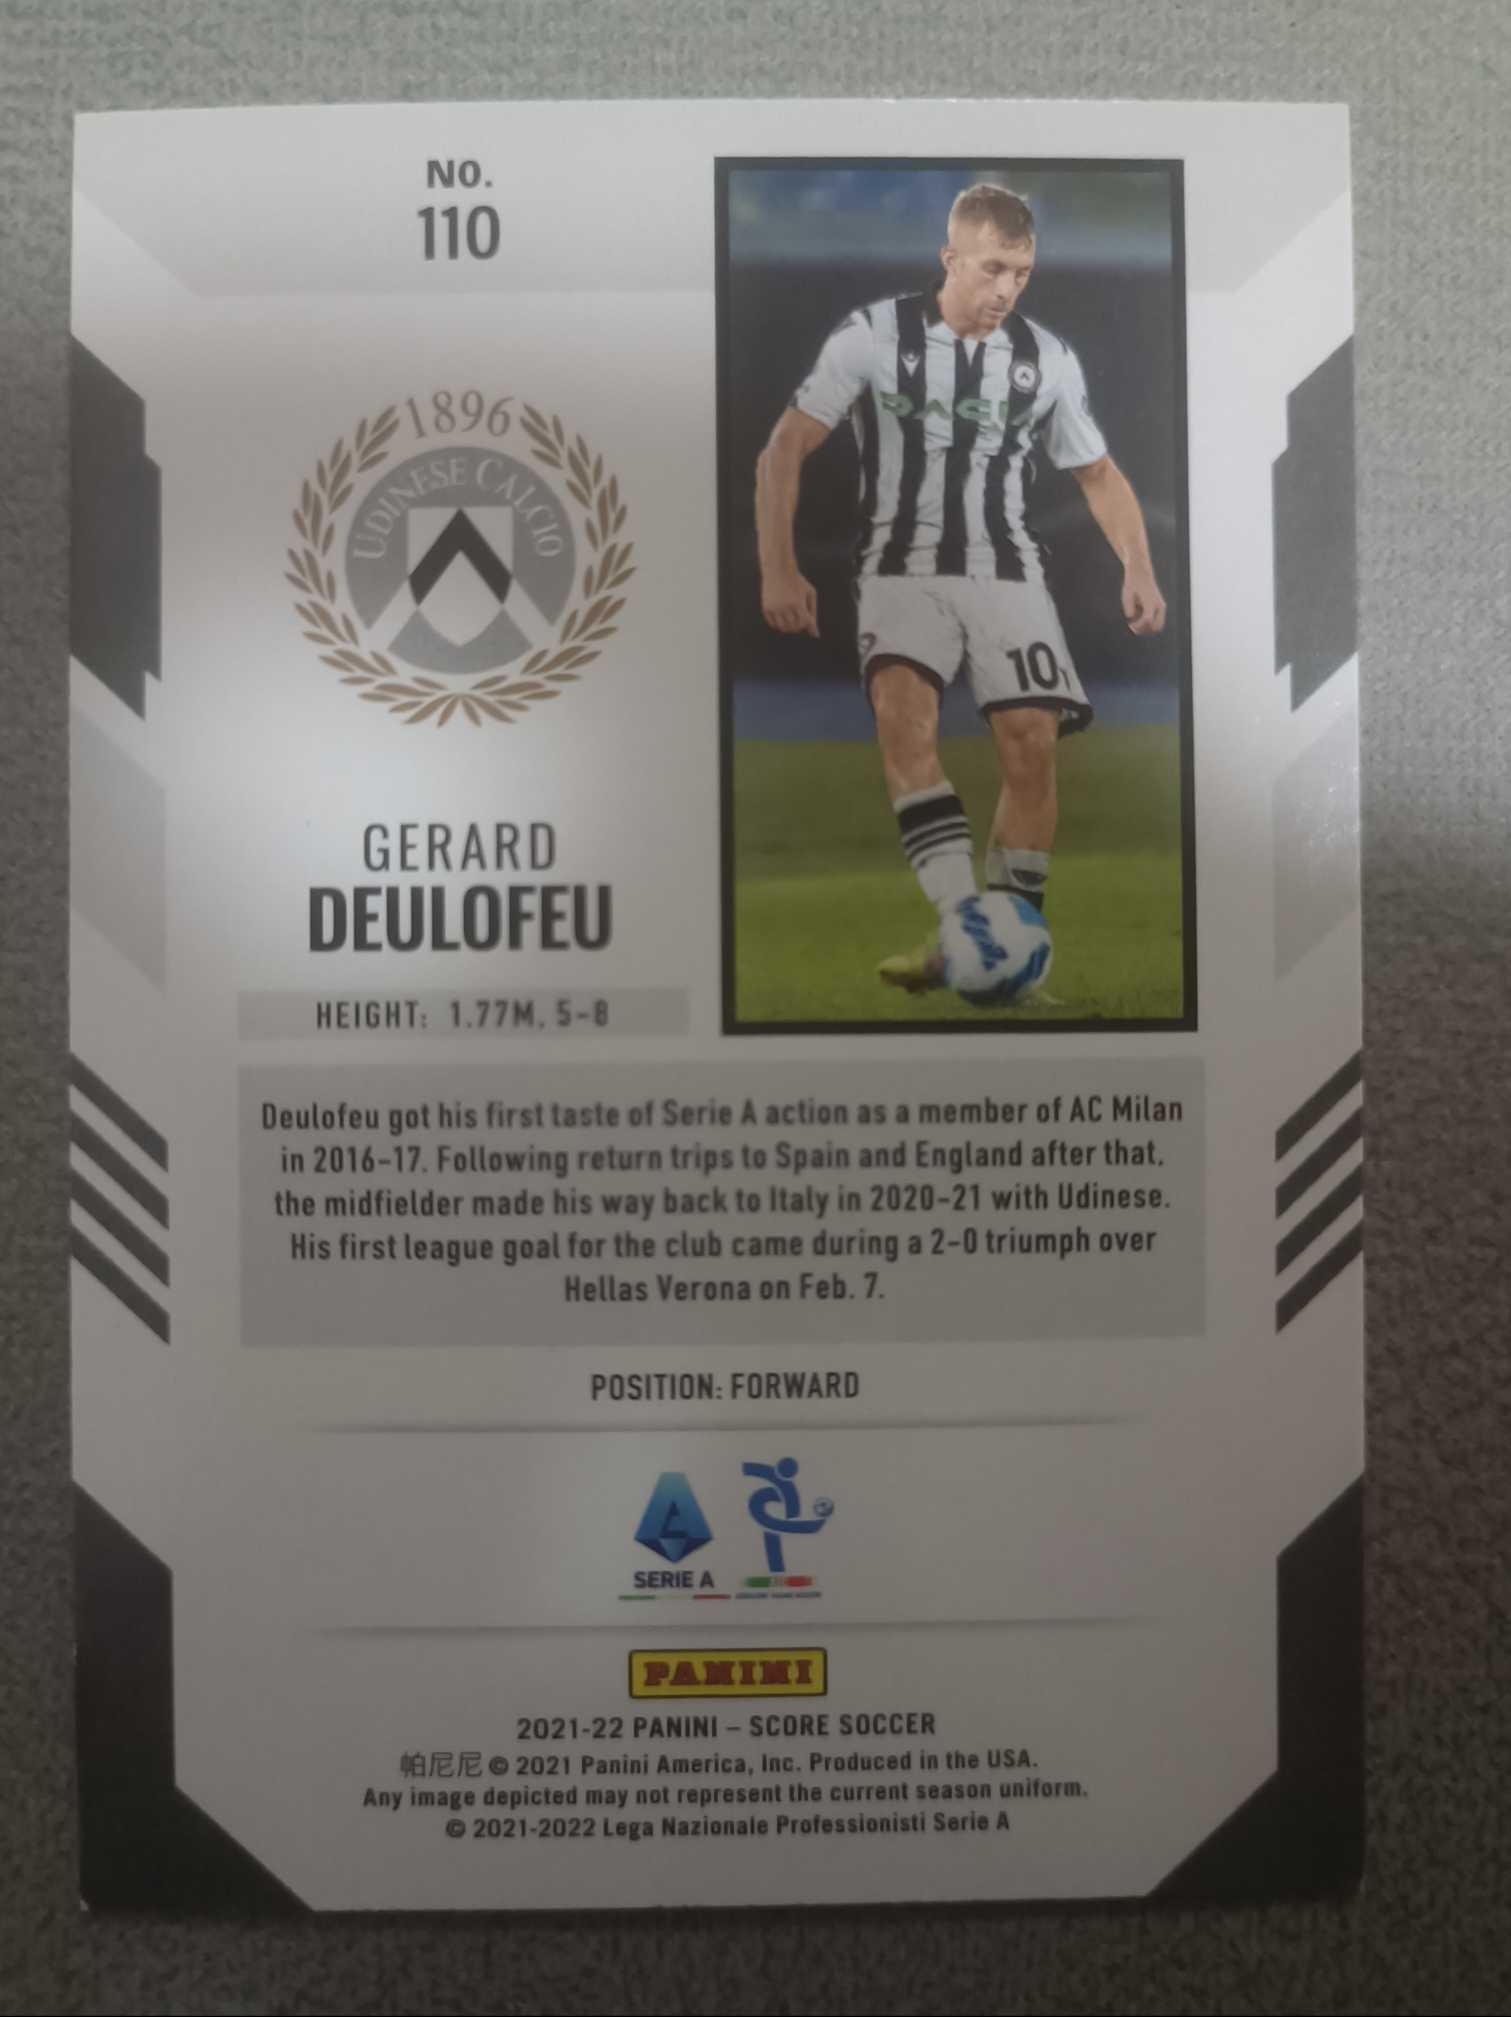 NO.
110
1896
UDINESE CALCIO
DACIA
10
GERARD
DEULOFEU
HEIGHT: 1.77M, 5-8
Deulofeu got his first taste of Serie A action as a member of AC Milan
in 2016-17. Following return trips to Spain and England after that,
the midfielder made his way back to Italy in 2020-21 with Udinese.
His first league goal for the club came during a 2-0 triumph over
Hellas Verona on Feb. 7.
POSITION: FORWARD
SERIE A
PANINI
2021-22 PANINI – SCORE SOCCER
帕尼尼 © 2021 Panini America, Inc. Produced in the USA.
Any image depicted may not represent the current season uniform.
© 2021-2022 Lega Nazionale Professionisti Serie A